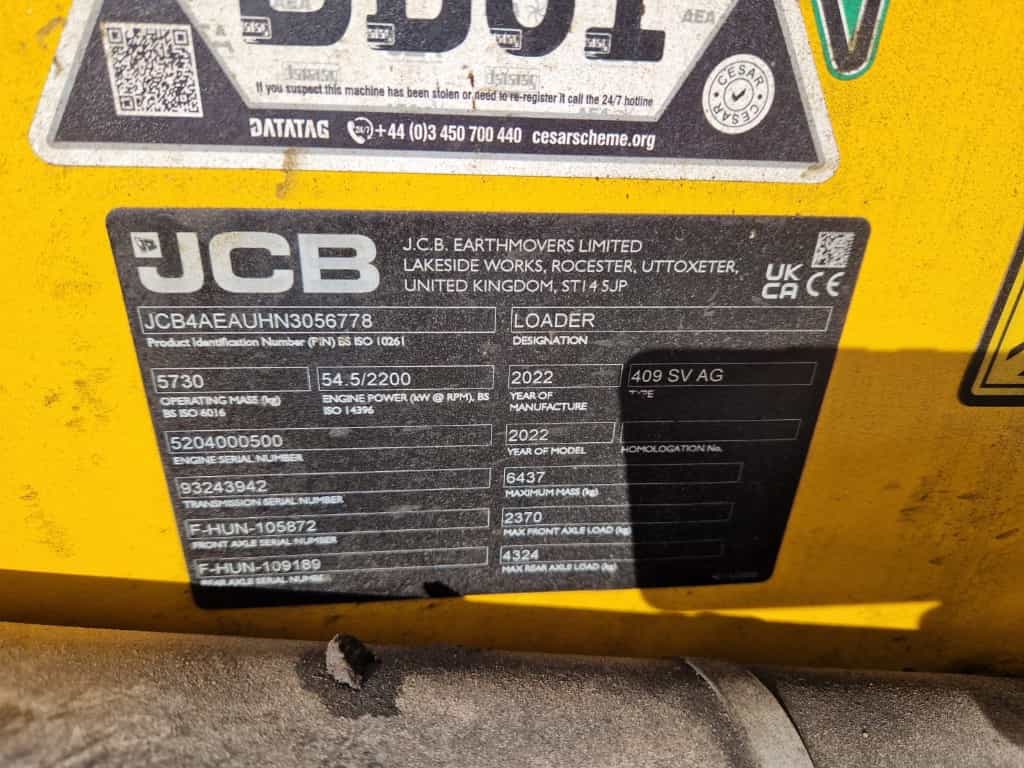 AEA
If you suspect this machine has been stolen or need to re-register it call the 24/7 hotline
DATATAG 24/7 +44 (0)3 450 700 440 cesarscheme.org
CESAR
CESAR
JCB
J.C.B. EARTHMOVERS LIMITED
LAKESIDE WORKS, ROCESTER, UTTOXETER,
UNITED KINGDOM, ST14 5JP
UK
CA CE
JCB4AEAUHN3056778
Product Identification Number (PIN) BS ISO 10261
LOADER
DESIGNATION
5730
OPERATING MASS (kg)
BS ISO 6016
54.5/2200
ENGINE POWER (kW @ RPM), BS
ISO 14396
2022
YEAR OF
MANUFACTURE
409 SV AG
TYPE
5204000500
ENGINE SERIAL NUMBER
2022
YEAR OF MODEL
HOMOLOGATION No.
93243942
TRANSMISSION SERIAL NUMBER
6437
MAXIMUM MASS (kg)
F-HUN-105872
FRONT AXLE SERIAL NUMBER
2370
MAX FRONT AXLE LOAD (kg)
F-HUN-109189
REAR AXLE SERIAL NUMBER
4324
MAX REAR AXLE LOAD (kg)